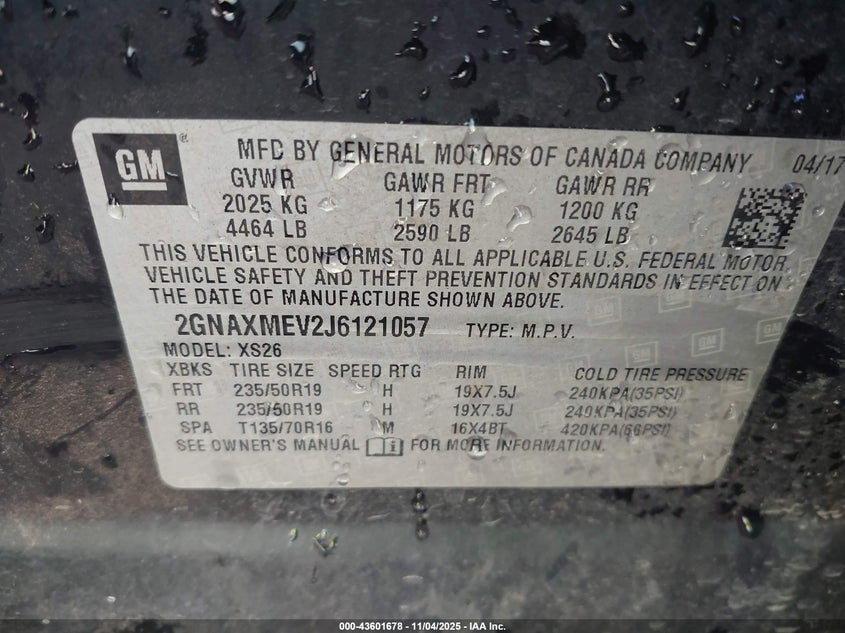 GM ®
MFD BY GENERAL MOTORS OF CANADA COMPANY 04/17
GVWR GAWR FRT GAWR RR
2025 KG 1175 KG 1200 KG
4464 LB 2590 LB 2645 LB
THIS VEHICLE CONFORMS TO ALL APPLICABLE U.S. FEDERAL MOTOR
VEHICLE SAFETY AND THEFT PREVENTION STANDARDS IN EFFECT ON
THE DATE OF MANUFACTURE SHOWN ABOVE.
2GNAXMEV2J6121057 TYPE: M.P.V.
MODEL: XS26
XBKS TIRE SIZE SPEED RTG RIM COLD TIRE PRESSURE
FRT 235/50R19 H 19X7.5J 240KPA(35PSI)
RR 235/50R19 H 19X7.5J 240KPA(35PSI)
SPA T135/70R16 M 16X4BT 420KPA(60PSI)
SEE OWNER'S MANUAL FOR MORE INFORMATION.
000-43601678 - 11/04/2025 - IAA Inc.